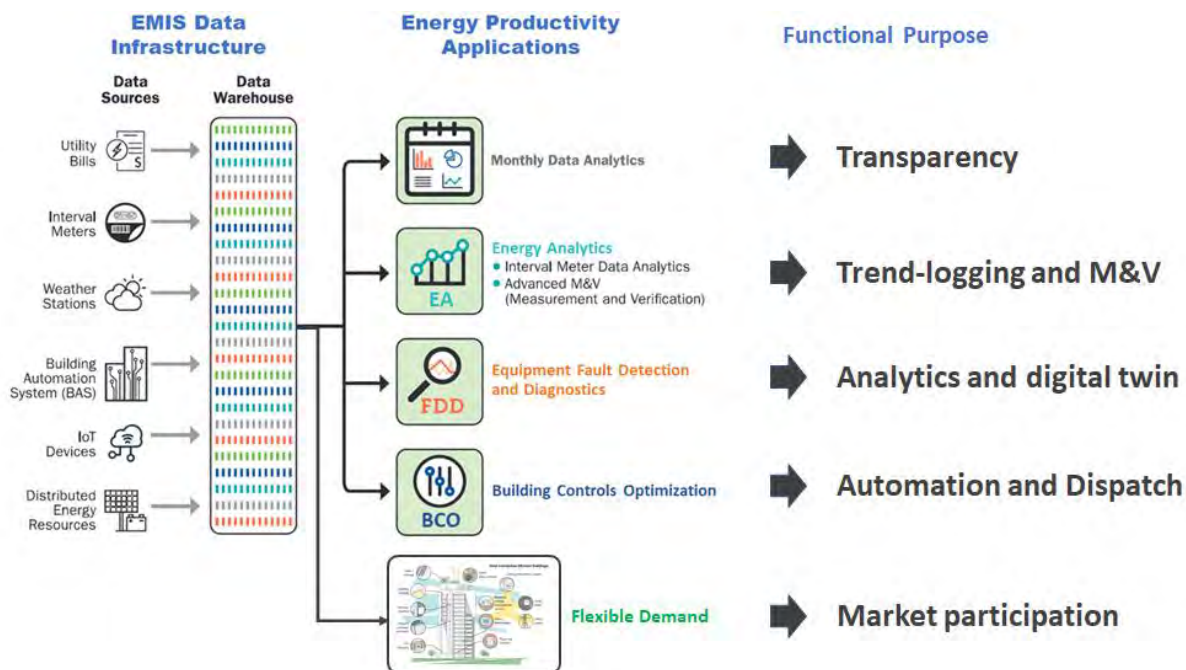 EMIS Data
Infrastructure
Energy Productivity
Applications
Functional Purpose
Data
Sources
Data
Warehouse
Utility
Bills
$
Interval
Meters
Weather
Stations
Building
Automation
System (BAS)
IoT
Devices
Distributed
Energy
Resources
Monthly Data Analytics
Transparency
EA
Energy Analytics
• Interval Meter Data Analytics
• Advanced M&V
(Measurement and Verification)
Trend-logging and M&V
FDD
Equipment Fault Detection
and Diagnostics
Analytics and digital twin
BCO
Building Controls Optimization
Automation and Dispatch
Flexible Demand
Market participation